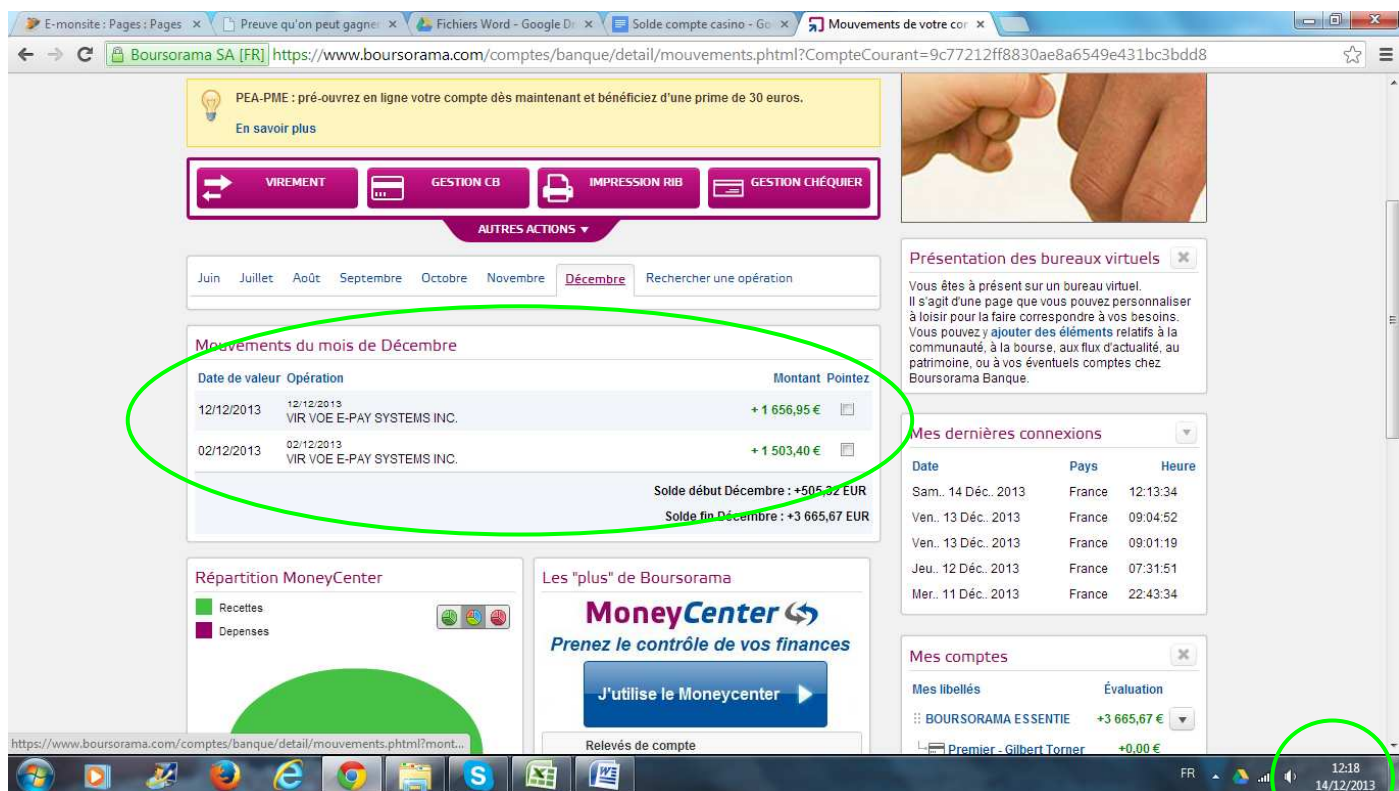 E-monsite : Pages : Pages
Preuve qu'on peut gagner
Fichiers Word - Google Dr
Solde compte casino - Go
Mouvements de votre cor
Boursorama SA [FR] https://www.boursorama.com/comptes/banque/detail/mouvements.phtml?CompteCourant=9c77212ff8830ae8a6549e431bc3bdd8
PEA-PME : pré-ouvrez en ligne votre compte dès maintenant et bénéficiez d'une prime de 30 euros.
En savoir plus
VIREMENT
GESTION CB
IMPRESSION RIB
GESTION CHÉQUIER
AUTRES ACTIONS
Juin Juillet Août Septembre Octobre Novembre Décembre Rechercher une opération
Mouvements du mois de Décembre
Date de valeur Opération Montant Pointez
12/12/2013 12/12/2013
VIR VOE E-PAY SYSTEMS INC. + 1 656,95 €
02/12/2013 02/12/2013
VIR VOE E-PAY SYSTEMS INC. + 1 503,40 €
Solde début Décembre : +505,32 EUR
Solde fin Décembre : +3 665,67 EUR
Répartition MoneyCenter
Recettes
Depenses
Les "plus" de Boursorama
MoneyCenter
Prenez le contrôle de vos finances
J'utilise le Moneycenter
Relevés de compte
Présentation des bureaux virtuels
Vous êtes à présent sur un bureau virtuel.
Il s'agit d'une page que vous pouvez personnaliser
à loisir pour la faire correspondre à vos besoins.
Vous pouvez y ajouter des éléments relatifs à la
communauté, à la bourse, aux flux d'actualité, au
patrimoine, ou à vos éventuels comptes chez
Boursorama Banque.
Mes dernières connexions
Date Pays Heure
Sam.. 14 Déc.. 2013 France 12:13:34
Ven.. 13 Déc.. 2013 France 09:04:52
Ven.. 13 Déc.. 2013 France 09:01:19
Jeu.. 12 Déc.. 2013 France 07:31:51
Mer.. 11 Déc.. 2013 France 22:43:34
Mes comptes
Mes libellés Évaluation
BOURSORAMA ESSENTIE +3 665,67 €
Premier - Gilbert Torner +0,00 €
https://www.boursorama.com/comptes/banque/detail/mouvements.phtml?mont...
FR
12:18
14/12/2013